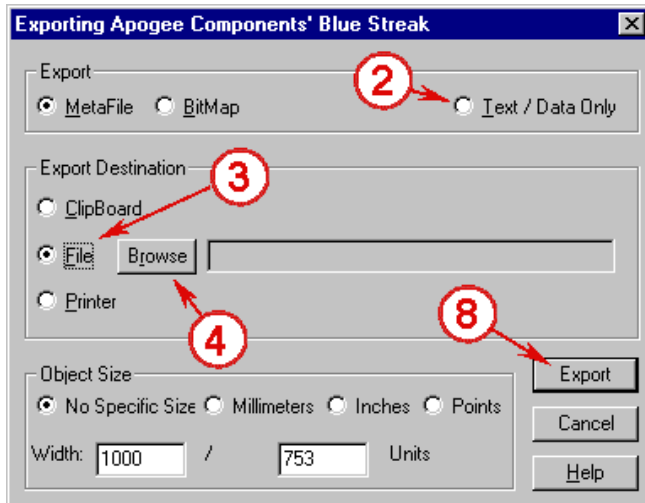 Exporting Apogee Components' Blue Streak
Export
2
MetaFile BitMap Text / Data Only
Export Destination
3
ClipBoard
File Browse
Printer
4
8
Object Size
Export
No Specific Size Millimeters Inches Points
Cancel
Width: 1000 / 753 Units
Help